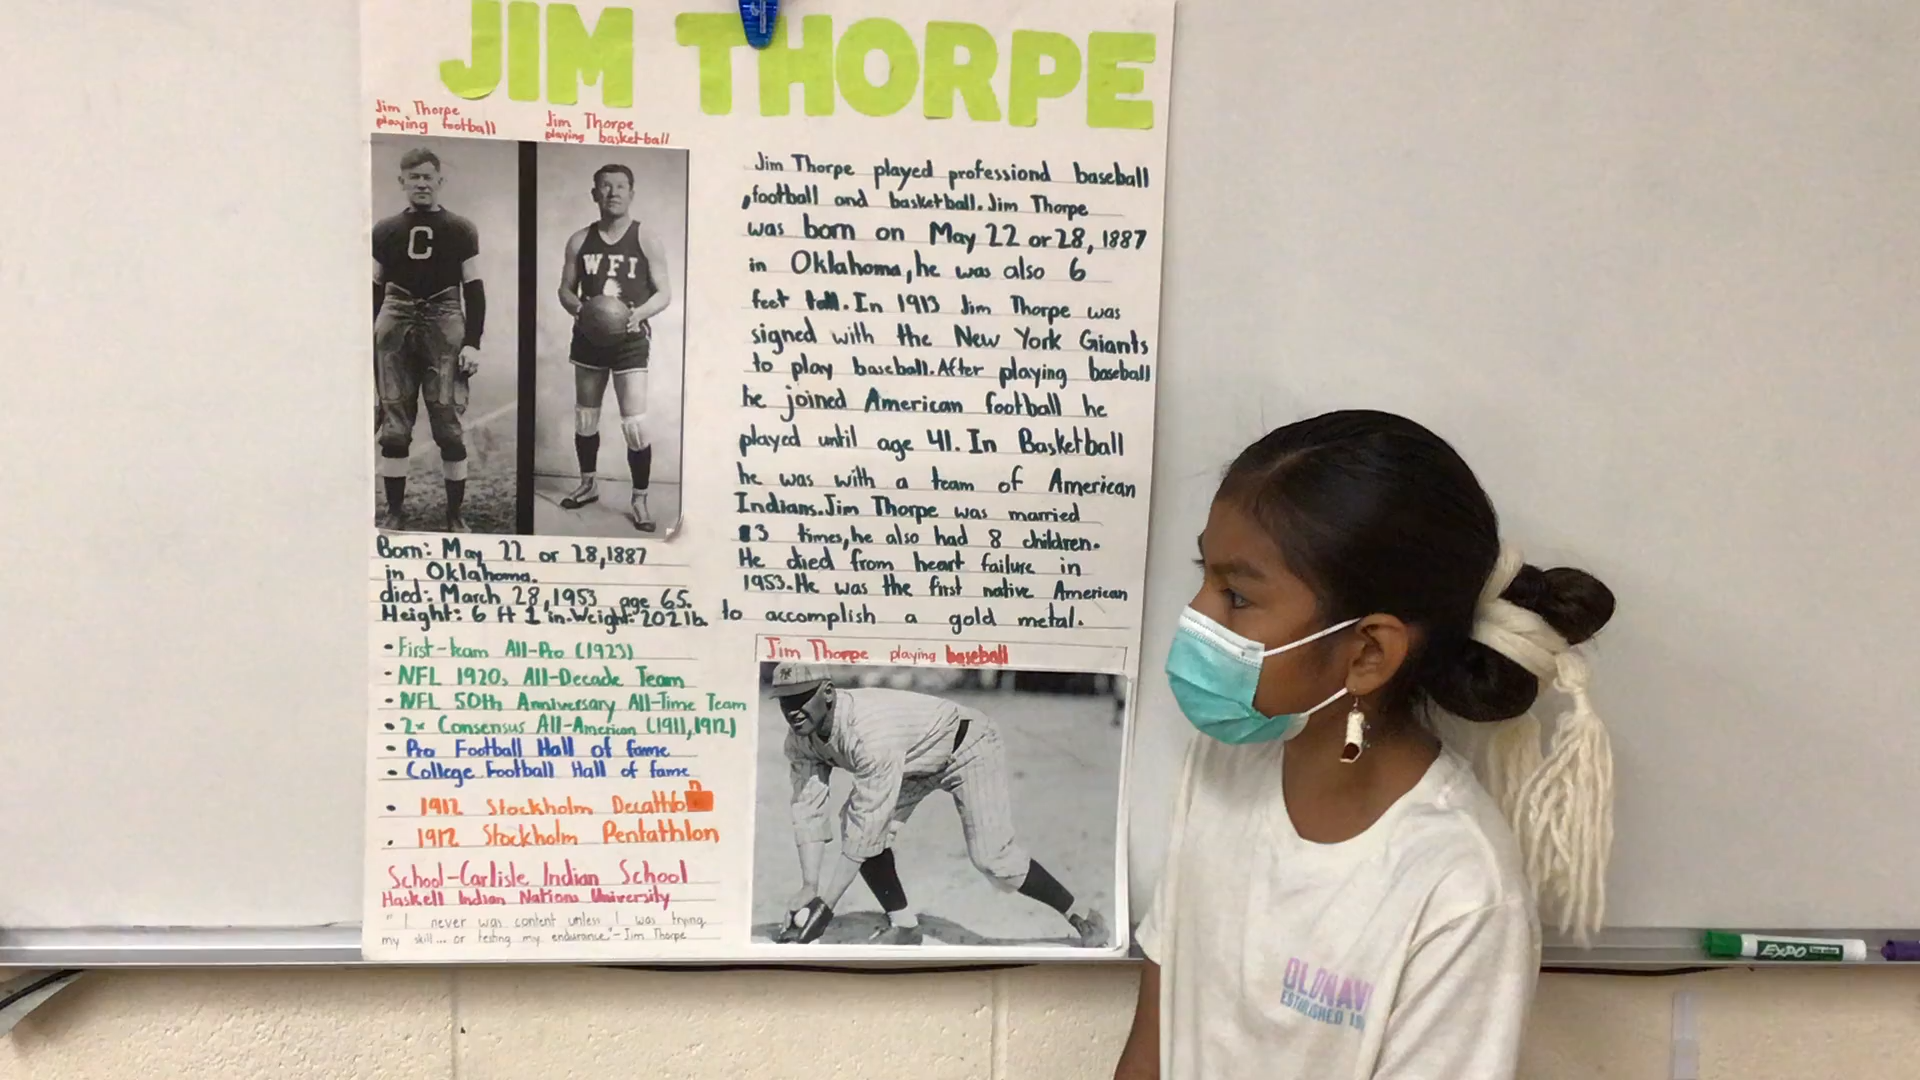 JIM THORPE
Jim Thorpe
playing football
Jim Thorpe
playing basketball
C
WFI
Jim Thorpe played professional baseball
,football and basketball. Jim Thorpe
was born on May 22 or 28, 1887
in Oklahoma, he was also 6
feet tall. In 1913 Jim Thorpe was
signed with the New York Giants
to play baseball. After playing baseball
he joined American football he
played until age 41. In Basketball
he was with a team of American
Indians. Jim Thorpe was married
3 times, he also had 8 children.
He died from heart failure in
1953. He was the first native American
to accomplish a gold metal.
Born: May 22 or 28, 1887
in Oklahoma.
died: March 28, 1953 age 65.
Height: 6 ft 1 in. Weight: 202 lb.
• First-team All-Pro (1923)
• NFL 1920s All-Decade Team
• NFL 50th Anniversary All-Time Team
• 2x Consensus All-American (1911, 1912)
• Pro Football Hall of fame
• College Football Hall of fame
• 1912 Stockholm Decathlon
• 1912 Stockholm Pentathlon
School-Carlisle Indian School
Haskell Indian Nations University
"I never was content unless I was trying
my skill... or testing my endurance."- Jim Thorpe
Jim Thorpe playing baseball
NY
OLD NAV
ESTABLISHED 19
EXPO